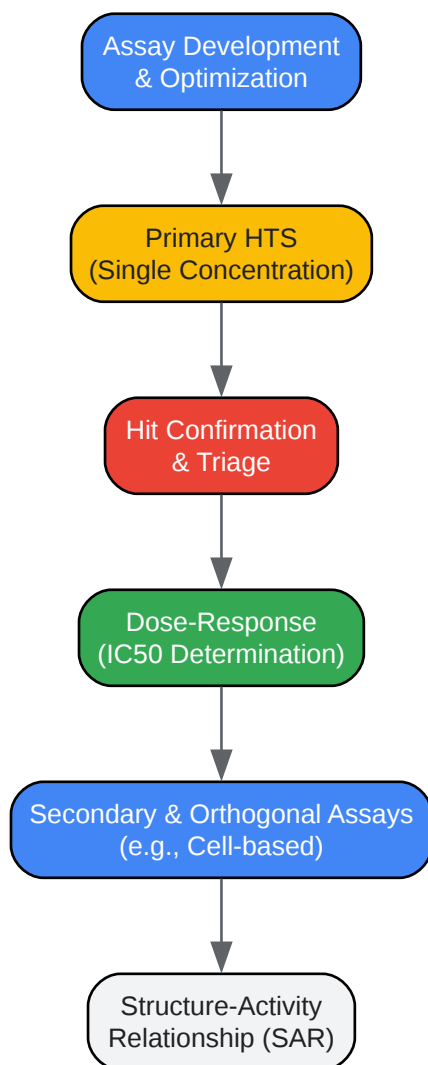 Assay Development
& Optimization
Primary HTS
(Single Concentration)
Hit Confirmation
& Triage
Dose-Response
(IC50 Determination)
Secondary & Orthogonal Assays
(e.g., Cell-based)
Structure-Activity
Relationship (SAR)